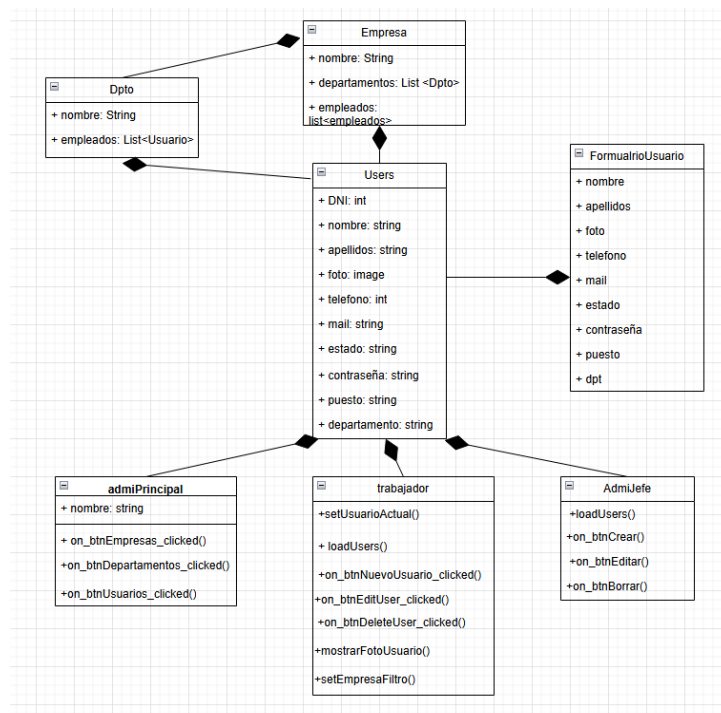 Empresa
+ nombre: String
+ departamentos: List <Dpto>
+ empleados:
list<empleados>
Dpto
+ nombre: String
+ empleados: List<Usuario>
Users
+ DNI: int
+ nombre: string
+ apellidos: string
+ foto: image
+ telefono: int
+ mail: string
+ estado: string
+ contraseña: string
+ puesto: string
+ departamento: string
FormualrioUsuario
+ nombre
+ apellidos
+ foto
+ telefono
+ mail
+ estado
+ contraseña
+ puesto
+ dpt
admiPrincipal
+ nombre: string
+ on_btnEmpresas_clicked()
+on_btnDepartamentos_clicked()
+on_btnUsuarios_clicked()
trabajador
+setUsuarioActual()
+ loadUsers()
+on_btnNuevoUsuario_clicked()
+on_btnEditUser_clicked()
+on_btnDeleteUser_clicked()
+mostrarFotoUsuario()
+setEmpresaFiltro()
AdmiJefe
+loadUsers()
+on_btnCrear()
+on_btnEditar()
+on_btnBorrar()